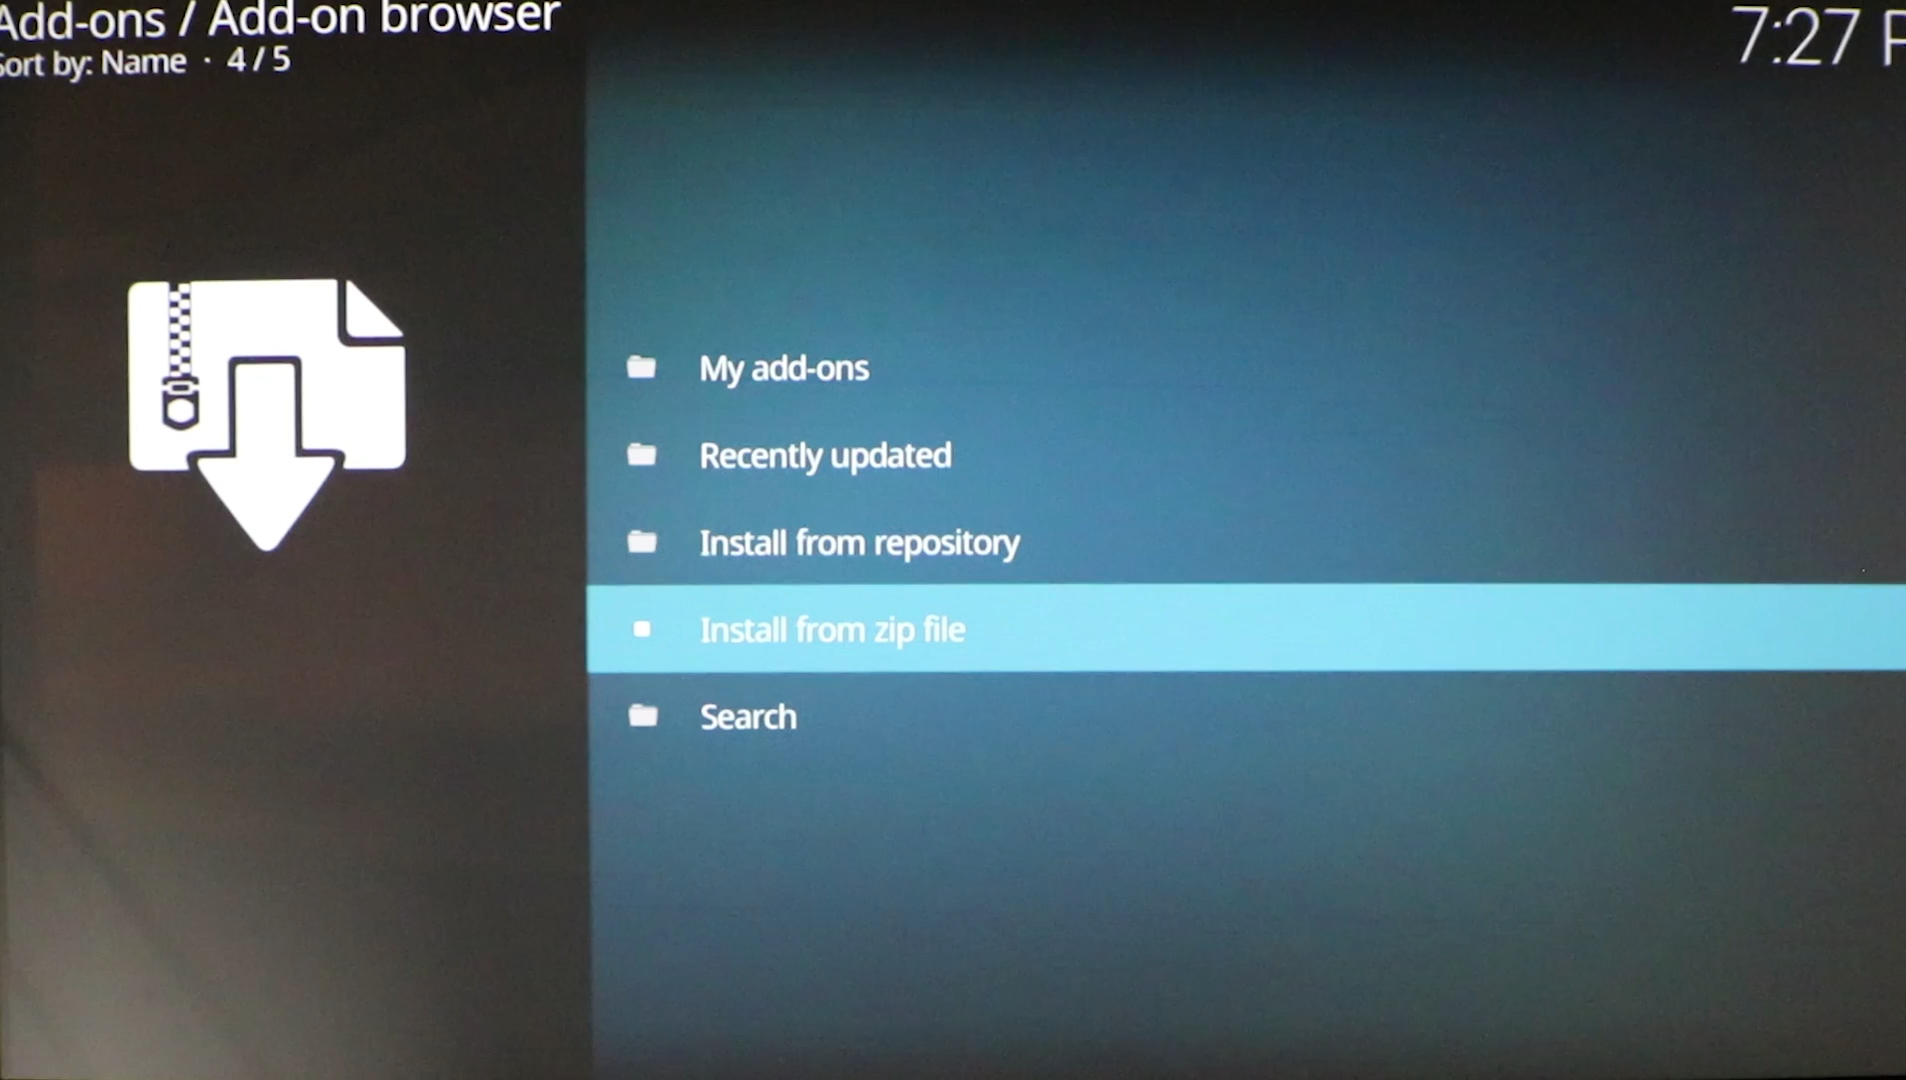 Add-ons / Add-on browser
Sort by: Name · 4 / 5
7:27 P
My add-ons
Recently updated
Install from repository
Install from zip file
Search